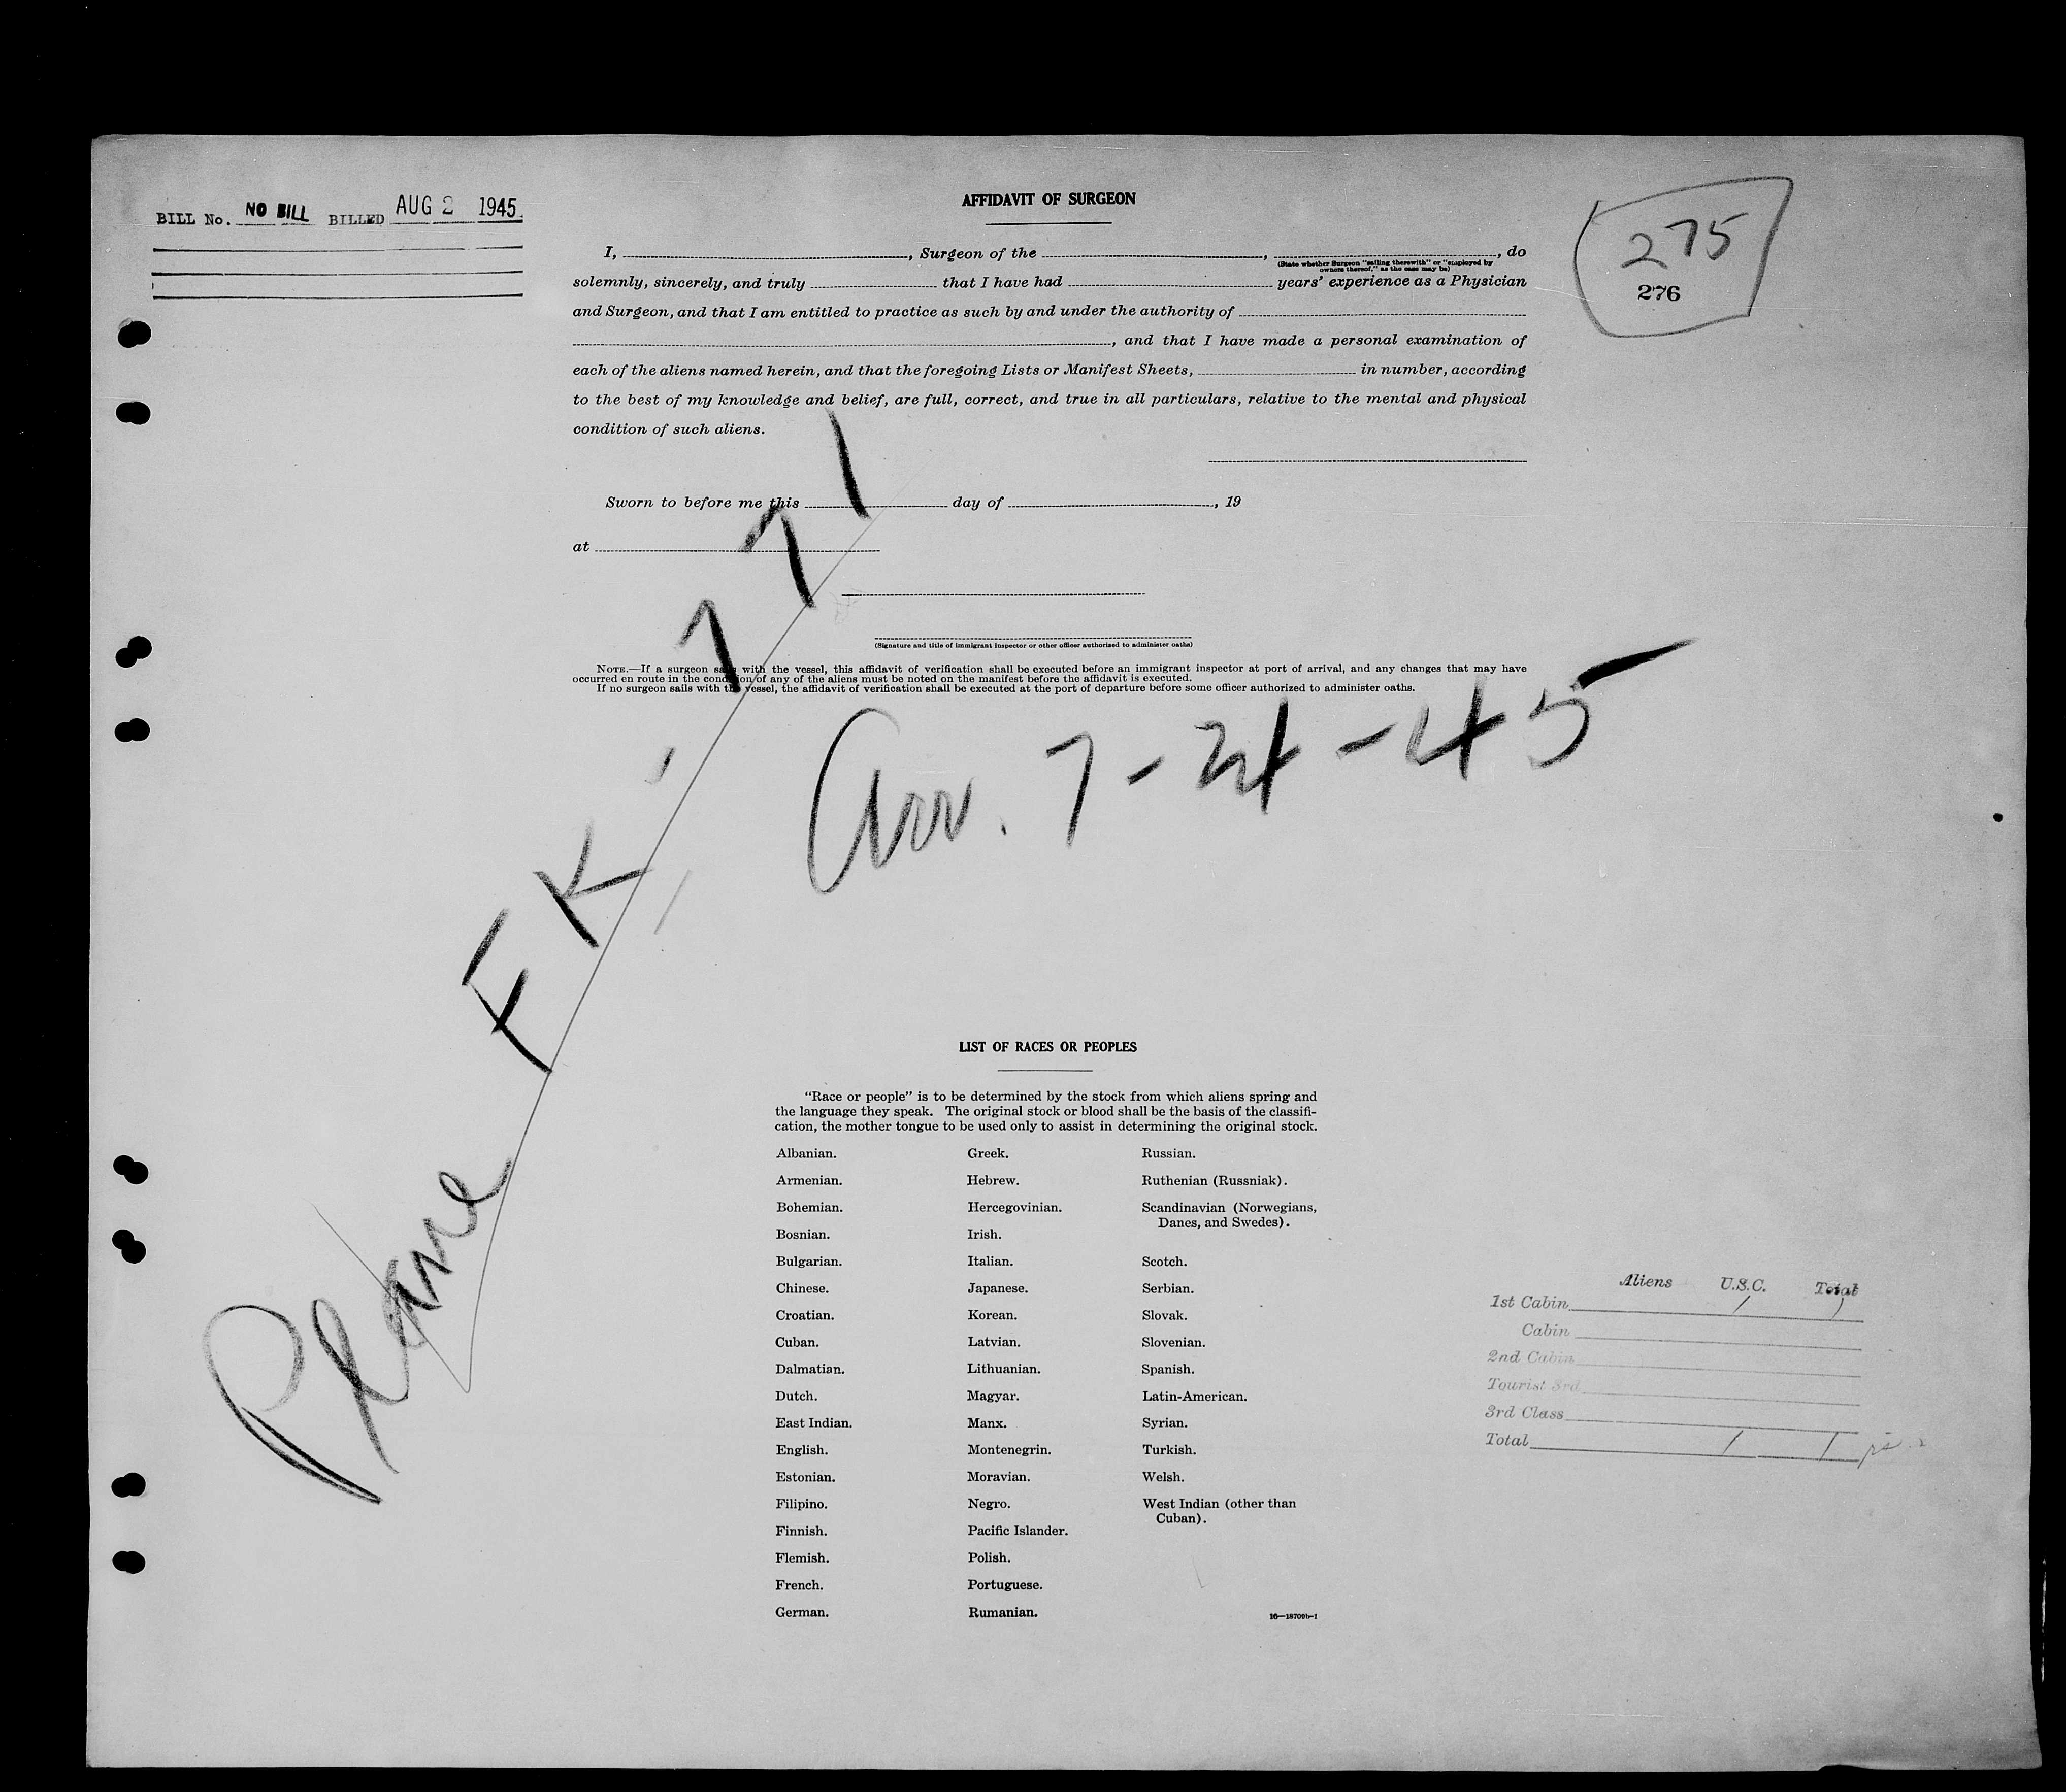 BILL No. NO BILL BILLED AUG 2 1945
AFFIDAVIT OF SURGEON
275
276
I, , Surgeon of the , , do
(State whether Surgeon "sailing therewith" or "employed by
owners thereof," as the case may be)
solemnly, sincerely, and truly that I have had years' experience as a Physician
and Surgeon, and that I am entitled to practice as such by and under the authority of
, and that I have made a personal examination of
each of the aliens named herein, and that the foregoing Lists or Manifest Sheets, in number, according
to the best of my knowledge and belief, are full, correct, and true in all particulars, relative to the mental and physical
condition of such aliens.
Sworn to before me this day of , 19
at
(Signature and title of immigrant inspector or other officer authorized to administer oaths)
NOTE.—If a surgeon sails with the vessel, this affidavit of verification shall be executed before an immigrant inspector at port of arrival, and any changes that may have
occurred en route in the condition of any of the aliens must be noted on the manifest before the affidavit is executed.
If no surgeon sails with the vessel, the affidavit of verification shall be executed at the port of departure before some officer authorized to administer oaths.
Plane FK-771
Arr. 7-24-45
LIST OF RACES OR PEOPLES
"Race or people" is to be determined by the stock from which aliens spring and
the language they speak. The original stock or blood shall be the basis of the classifi-
cation, the mother tongue to be used only to assist in determining the original stock.
Albanian.
Armenian.
Bohemian.
Bosnian.
Bulgarian.
Chinese.
Croatian.
Cuban.
Dalmatian.
Dutch.
East Indian.
English.
Estonian.
Filipino.
Finnish.
Flemish.
French.
German.
Greek.
Hebrew.
Hercegovinian.
Irish.
Italian.
Japanese.
Korean.
Latvian.
Lithuanian.
Magyar.
Manx.
Montenegrin.
Moravian.
Negro.
Pacific Islander.
Polish.
Portuguese.
Rumanian.
Russian.
Ruthenian (Russniak).
Scandinavian (Norwegians,
Danes, and Swedes).
Scotch.
Serbian.
Slovak.
Slovenian.
Spanish.
Latin-American.
Syrian.
Turkish.
Welsh.
West Indian (other than
Cuban).
16—18709b-1
Aliens U.S.C. Total
1st Cabin 1 1
Cabin
2nd Cabin
Tourist 3rd
3rd Class
Total 1 1